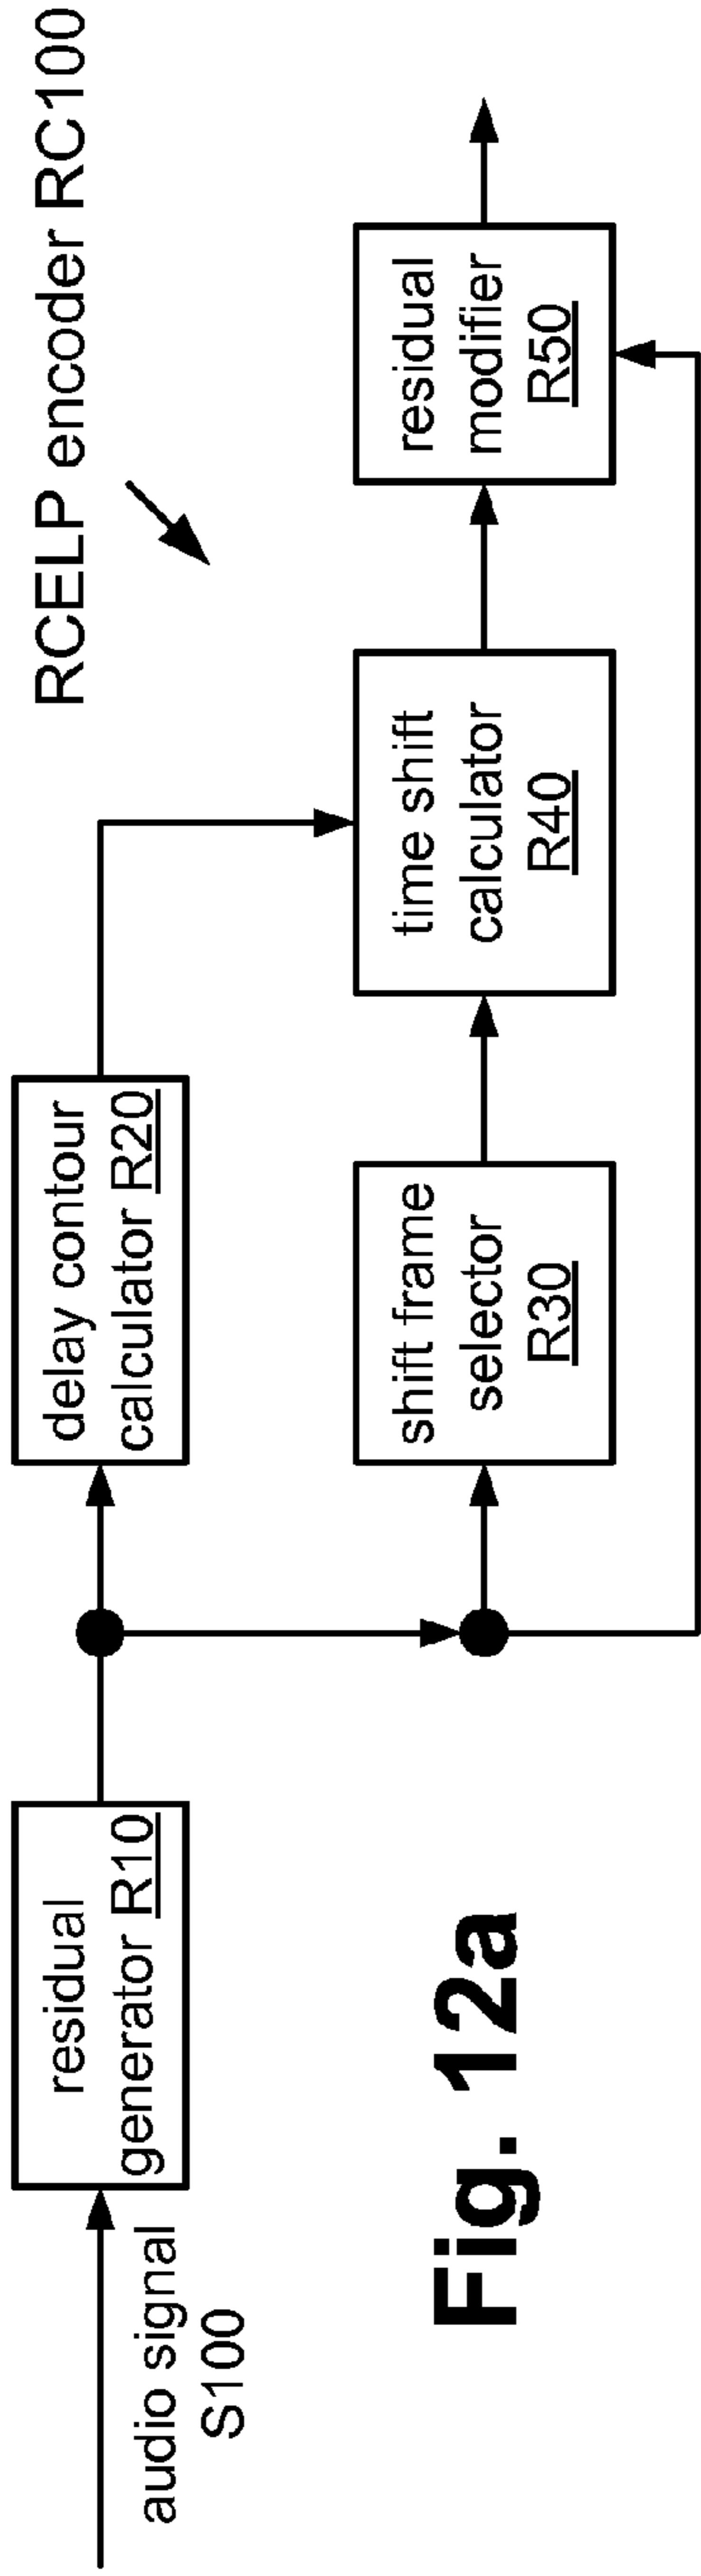 RCELP encoder RC100
audio signal
S100
residual
generator R10
delay contour
calculator R20
shift frame
selector
R30
time shift
calculator
R40
residual
modifier
R50
Fig. 12a